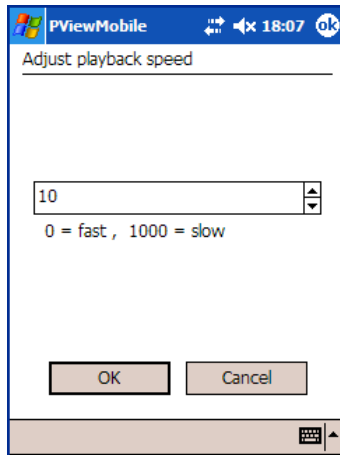 PViewMobile 18:07 ok
Adjust playback speed
10
0 = fast , 1000 = slow
OK Cancel